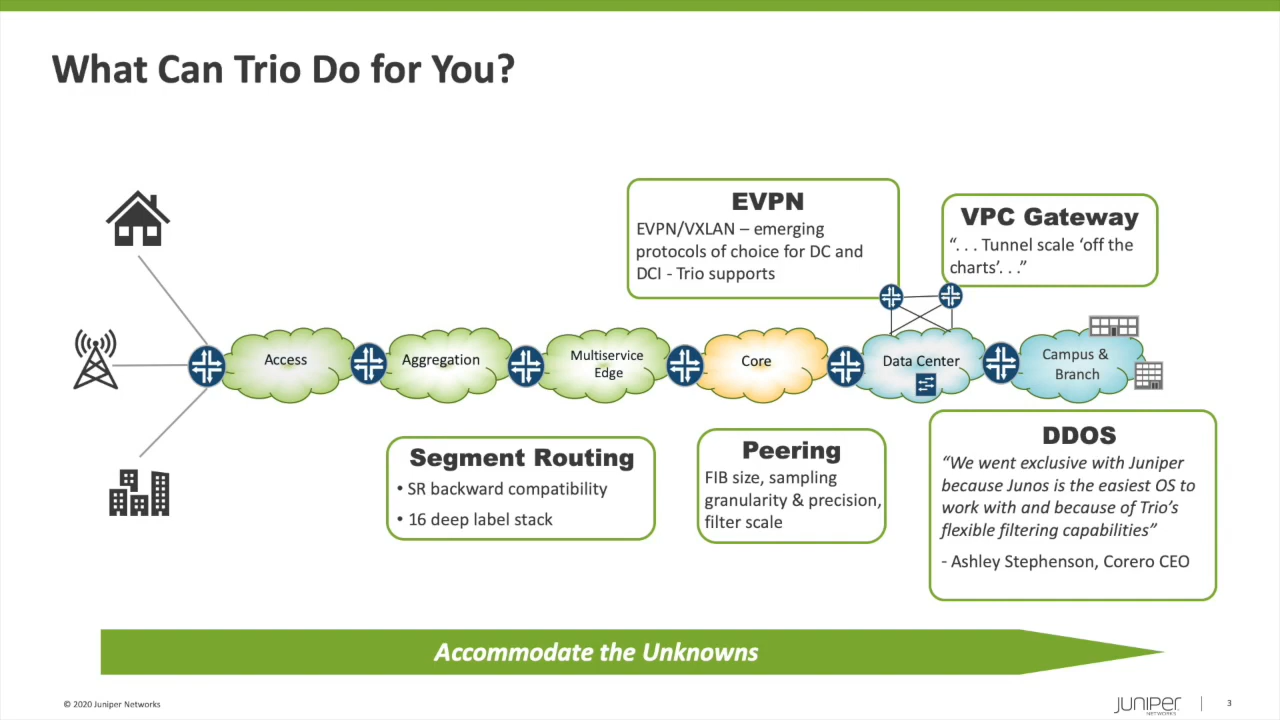 What Can Trio Do for You?
EVPN
EVPN/VXLAN – emerging
protocols of choice for DC and
DCI - Trio supports
VPC Gateway
“. . . Tunnel scale ‘off the
charts’. . .”
Access
Aggregation
Multiservice
Edge
Core
Data Center
Campus &
Branch
Segment Routing
• SR backward compatibility
• 16 deep label stack
Peering
FIB size, sampling
granularity & precision,
filter scale
DDOS
“We went exclusive with Juniper
because Junos is the easiest OS to
work with and because of Trio’s
flexible filtering capabilities”
- Ashley Stephenson, Corero CEO
Accommodate the Unknowns
© 2020 Juniper Networks
JUNIPER
NETWORKS
3